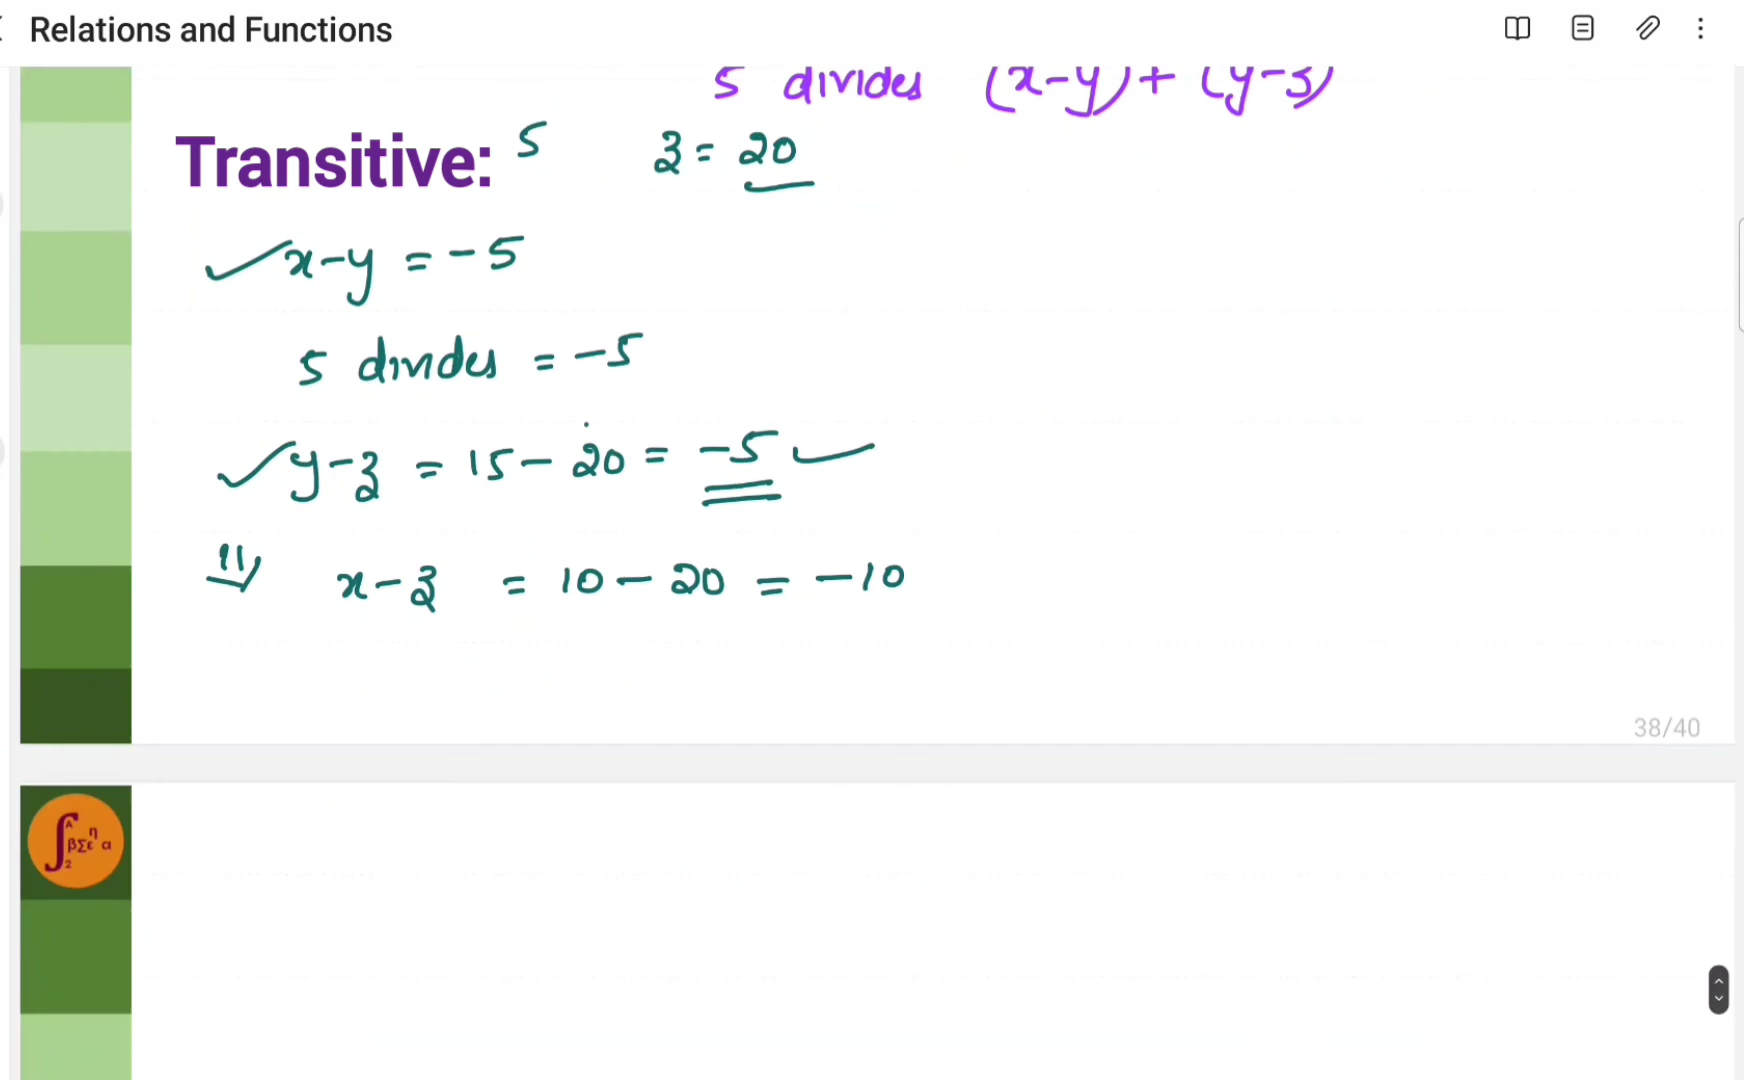 Relations and Functions
5 divides (x-y)+(y-z)
Transitive: 5 z = 20
x-y = -5
5 divides = -5
y-z = 15- 20 = -5
x-z = 10- 20 = -10
38/40